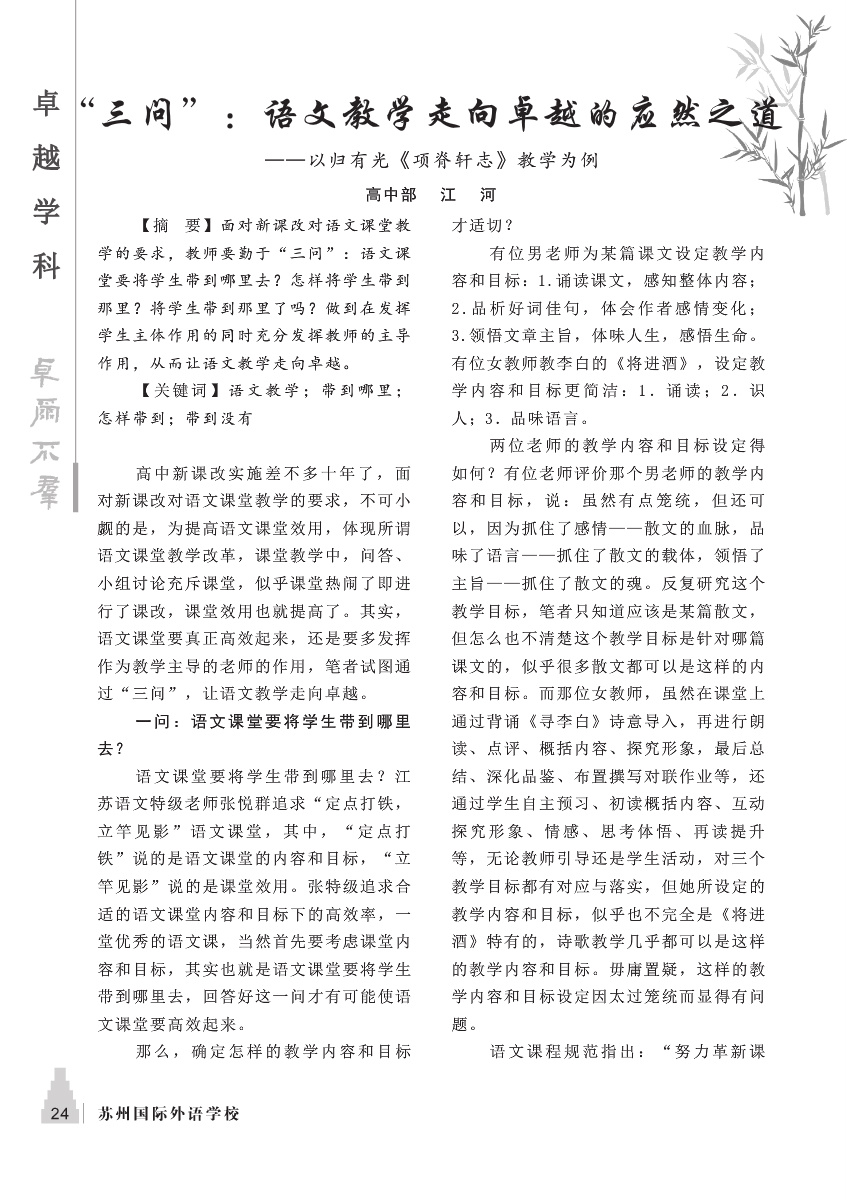 卓越学科
卓尔不群
“三问”：语文教学走向卓越的应然之道
——以归有光《项脊轩志》教学为例
高中部 江 河
【摘 要】面对新课改对语文课堂教
学的要求，教师要勤于“三问”：语文课
堂要将学生带到哪里去？怎样将学生带到
那里？将学生带到那里了吗？做到在发挥
学生主体作用的同时充分发挥教师的主导
作用，从而让语文教学走向卓越。
【关键词】语文教学；带到哪里；
怎样带到；带到没有
高中新课改实施差不多十年了，面
对新课改对语文课堂教学的要求，不可小
觑的是，为提高语文课堂效用，体现所谓
语文课堂教学改革，课堂教学中，问答、
小组讨论充斥课堂，似乎课堂热闹了即进
行了课改，课堂效用也就提高了。其实，
语文课堂要真正高效起来，还是要多发挥
作为教学主导的老师的作用，笔者试图通
过“三问”，让语文教学走向卓越。
一问：语文课堂要将学生带到哪里
去？
语文课堂要将学生带到哪里去？江
苏语文特级老师张悦群追求“定点打铁，
立竿见影”语文课堂，其中，“定点打
铁”说的是语文课堂的内容和目标，“立
竿见影”说的是课堂效用。张特级追求合
适的语文课堂内容和目标下的高效率，一
堂优秀的语文课，当然首先要考虑课堂内
容和目标，其实也就是语文课堂要将学生
带到哪里去，回答好这一问才有可能使语
文课堂要高效起来。
那么，确定怎样的教学内容和目标
才适切？
有位男老师为某篇课文设定教学内
容和目标：1.诵读课文，感知整体内容；
2.品析好词佳句，体会作者感情变化；
3.领悟文章主旨，体味人生，感悟生命。
有位女教师教李白的《将进酒》，设定教
学内容和目标更简洁：1．诵读；2．识
人；3．品味语言。
两位老师的教学内容和目标设定得
如何？有位老师评价那个男老师的教学内
容和目标，说：虽然有点笼统，但还可
以，因为抓住了感情——散文的血脉，品
味了语言——抓住了散文的载体，领悟了
主旨——抓住了散文的魂。反复研究这个
教学目标，笔者只知道应该是某篇散文，
但怎么也不清楚这个教学目标是针对哪篇
课文的，似乎很多散文都可以是这样的内
容和目标。而那位女教师，虽然在课堂上
通过背诵《寻李白》诗意导入，再进行朗
读、点评、概括内容、探究形象，最后总
结、深化品鉴、布置撰写对联作业等，还
通过学生自主预习、初读概括内容、互动
探究形象、情感、思考体悟、再读提升
等，无论教师引导还是学生活动，对三个
教学目标都有对应与落实，但她所设定的
教学内容和目标，似乎也不完全是《将进
酒》特有的，诗歌教学几乎都可以是这样
的教学内容和目标。毋庸置疑，这样的教
学内容和目标设定因太过笼统而显得有问
题。
语文课程规范指出：“努力革新课
24
苏州国际外语学校